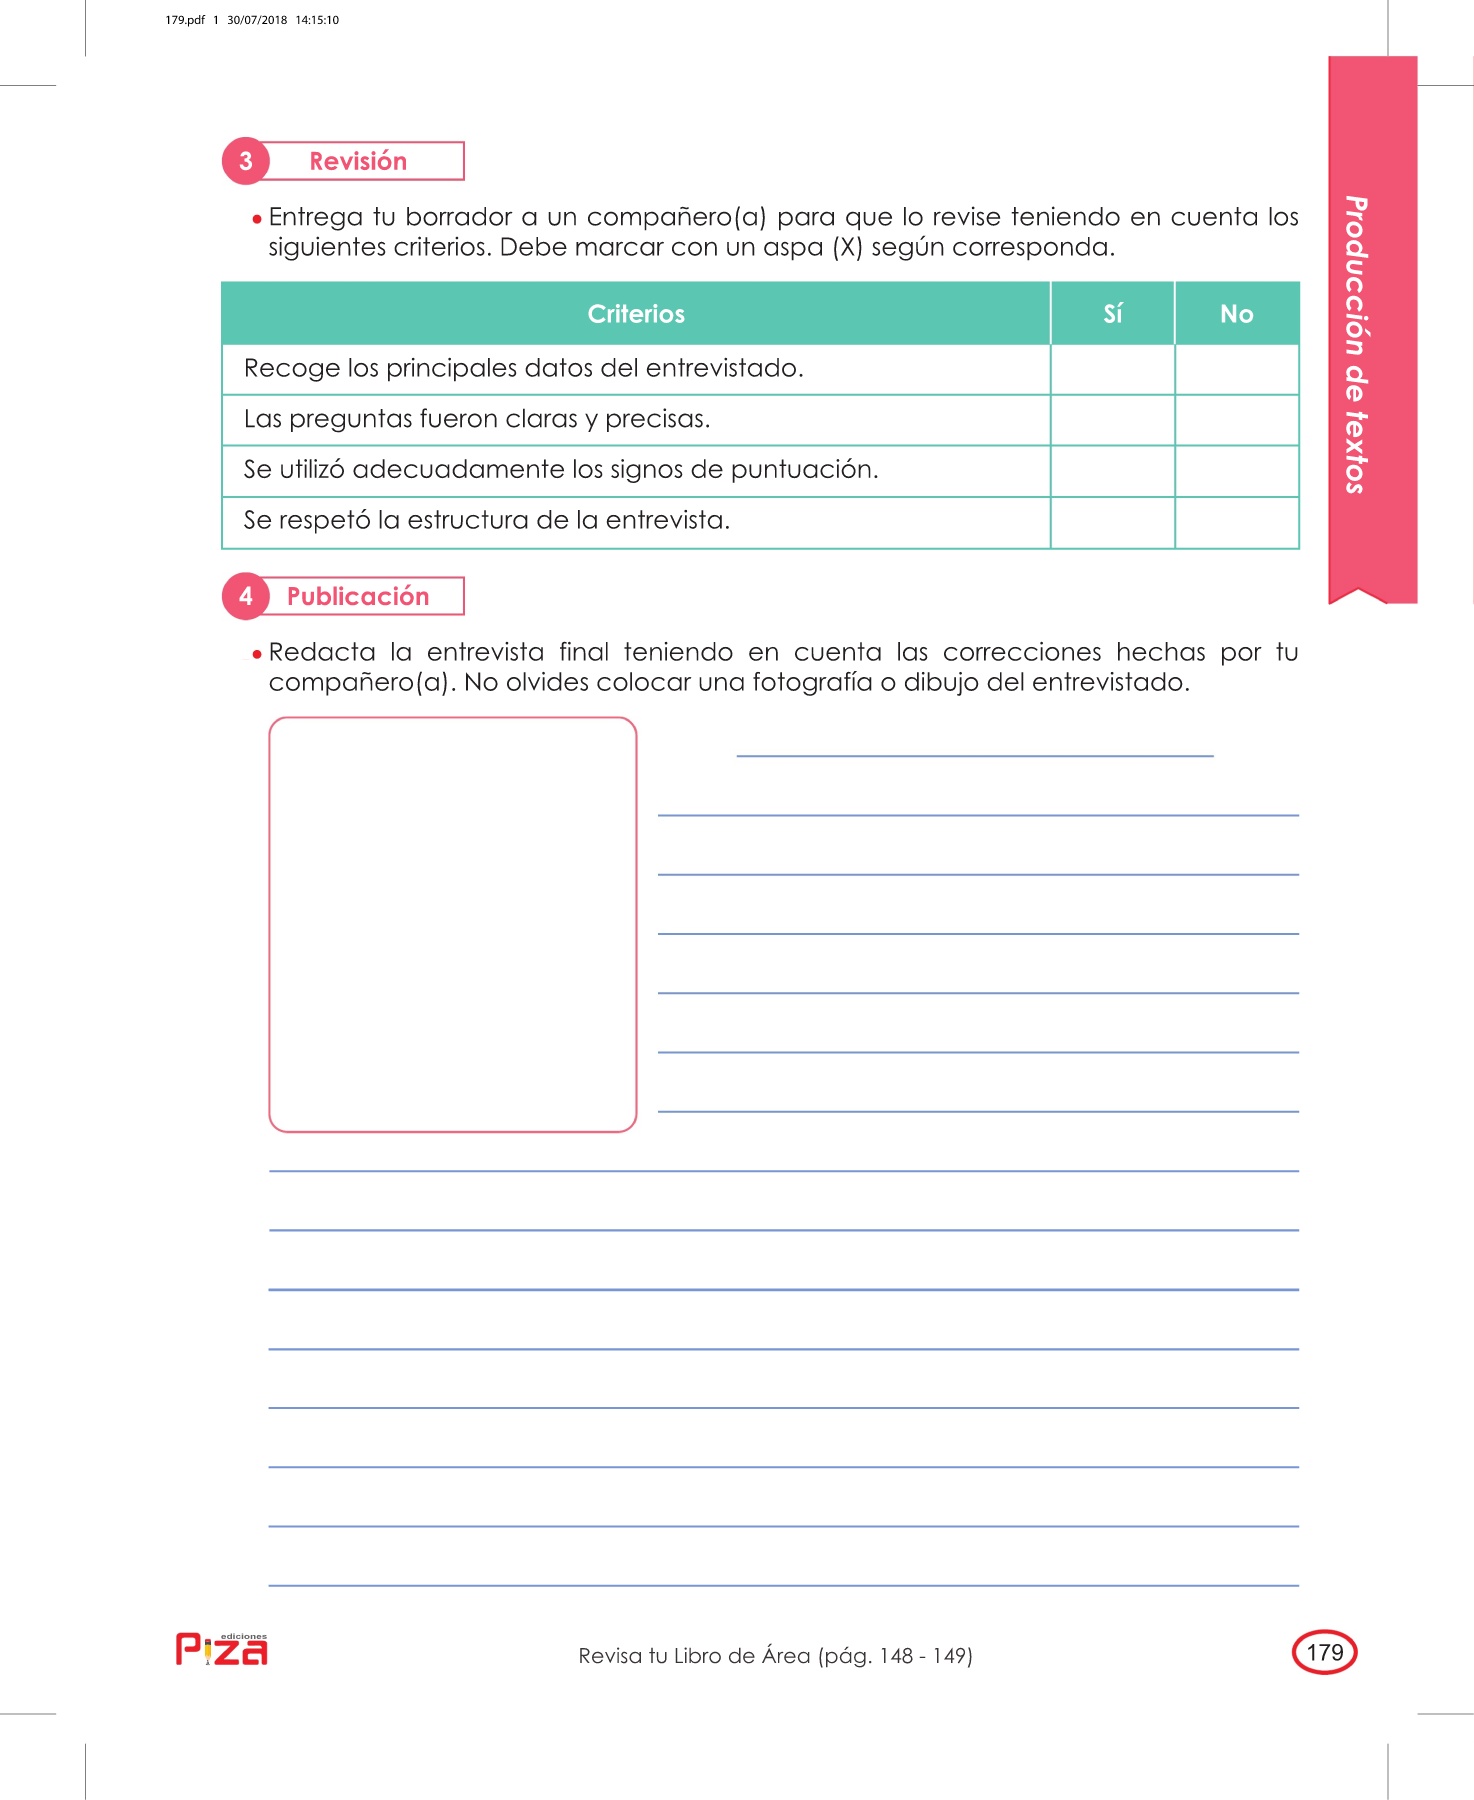 179.pdf 1 30/07/2018 14:15:10
3 Revisión
• Entrega tu borrador a un compañero(a) para que lo revise teniendo en cuenta los
siguientes criterios. Debe marcar con un aspa (X) según corresponda.
Criterios Sí No
Recoge los principales datos del entrevistado.
Las preguntas fueron claras y precisas.
Se utilizó adecuadamente los signos de puntuación.
Se respetó la estructura de la entrevista.
4 Publicación
• Redacta la entrevista final teniendo en cuenta las correcciones hechas por tu
compañero(a). No olvides colocar una fotografía o dibujo del entrevistado.
Producción de textos
ediciones
Piza
Revisa tu Libro de Área (pág. 148 - 149)
179